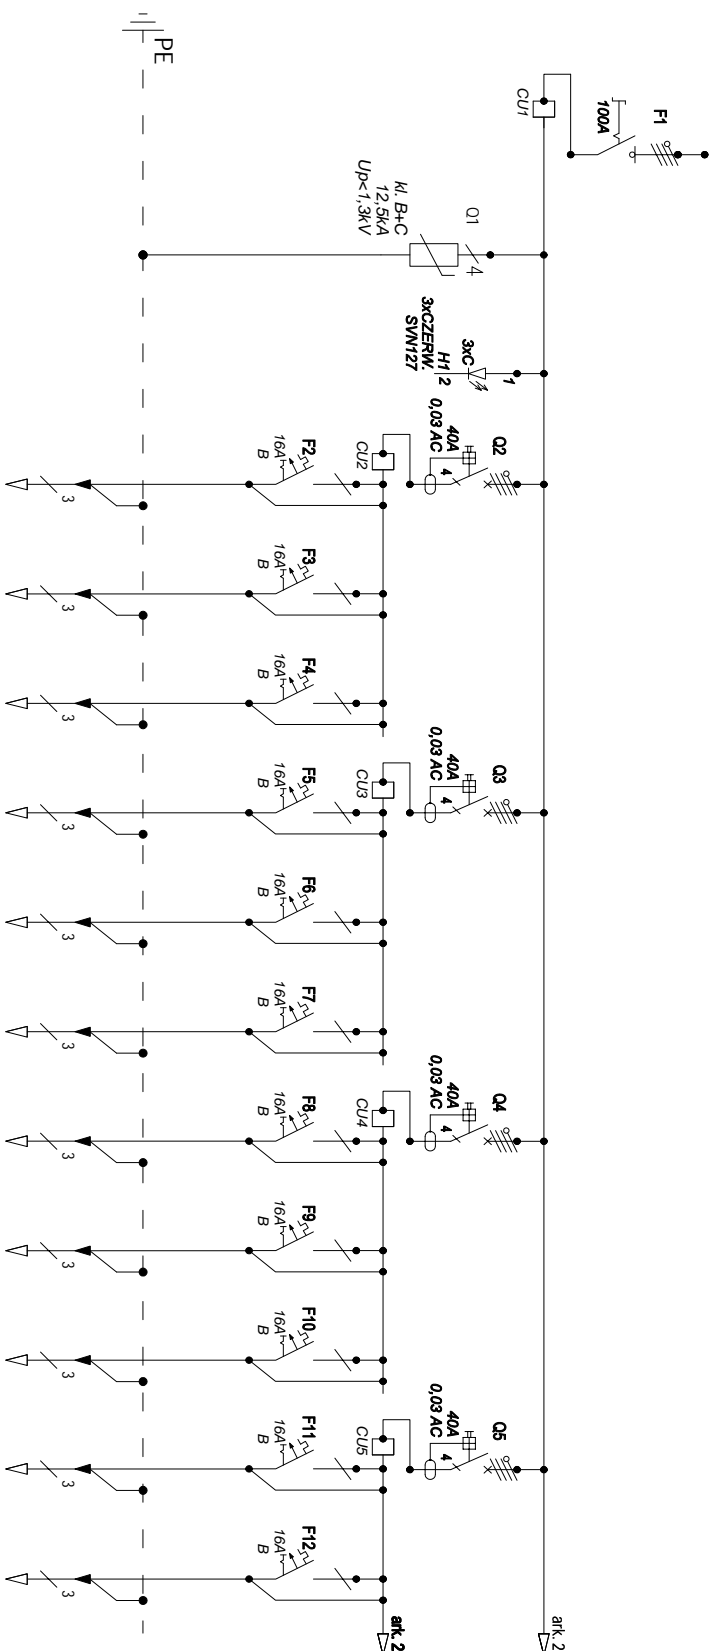 PE
F1
100A
CU1
Q1
4
kl. B+C
12,5kA
Up<1,3kV
1
3xC
H1 2
3xCZERW.
SVN127
Q2
40A
0,03 AC
4
CU2
F2
16A
B
3
F3
16A
B
3
F4
16A
B
3
Q3
40A
0,03 AC
4
CU3
F5
16A
B
3
F6
16A
B
3
F7
16A
B
3
Q4
40A
0,03 AC
4
CU4
F8
16A
B
3
F9
16A
B
3
F10
16A
B
3
Q5
40A
0,03 AC
4
CU5
F11
16A
B
3
F12
16A
B
3
ark. 2
ark. 2